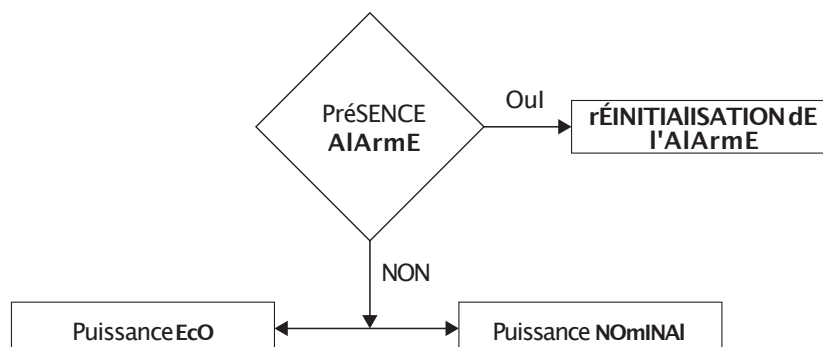 OuI
PréSENCE
AlArmE
rÉINITIAlISATION dE
l'AlArmE
NON
Puissance EcO
Puissance NOmINAl